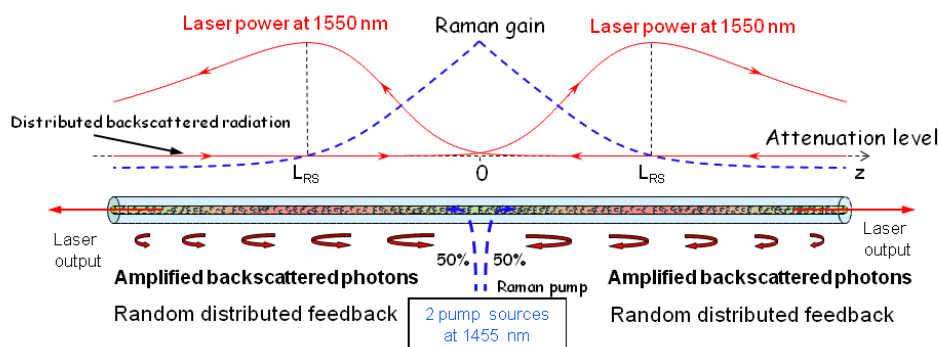 Laser power at 1550 nm
Raman gain
Laser power at 1550 nm
Distributed backscattered radiation
Attenuation level
L_RS
0
L_RS
z
Laser
output
50%
50%
Laser
output
Amplified backscattered photons
Raman pump
Amplified backscattered photons
Random distributed feedback
2 pump sources
at 1455 nm
Random distributed feedback